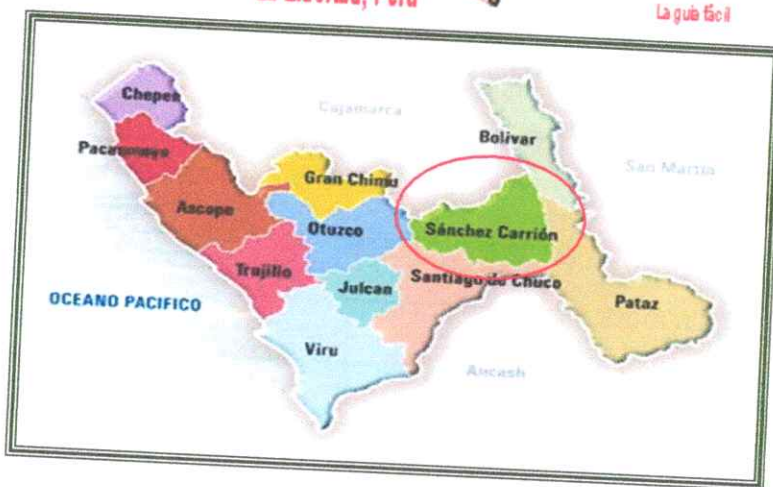 Perú
La guía fácil
Chepen
Cajamarca
Pacasmayo
Bolivar
San Martin
Gran Chimu
Ascope
Otuzco
Sánchez Carrión
Trujillo
Santiago de Chuco
Julcan
OCEANO PACIFICO
Pataz
Viru
Ancash